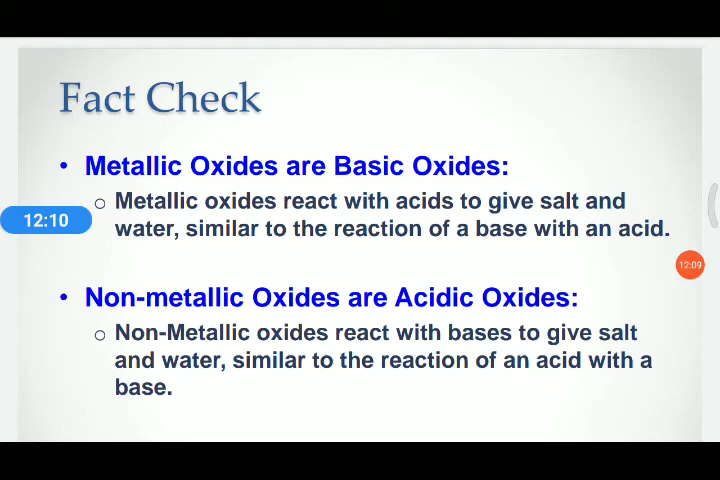 Fact Check
• Metallic Oxides are Basic Oxides:
○ Metallic oxides react with acids to give salt and
water, similar to the reaction of a base with an acid.
12:10
12:09
• Non-metallic Oxides are Acidic Oxides:
○ Non-Metallic oxides react with bases to give salt
and water, similar to the reaction of an acid with a
base.